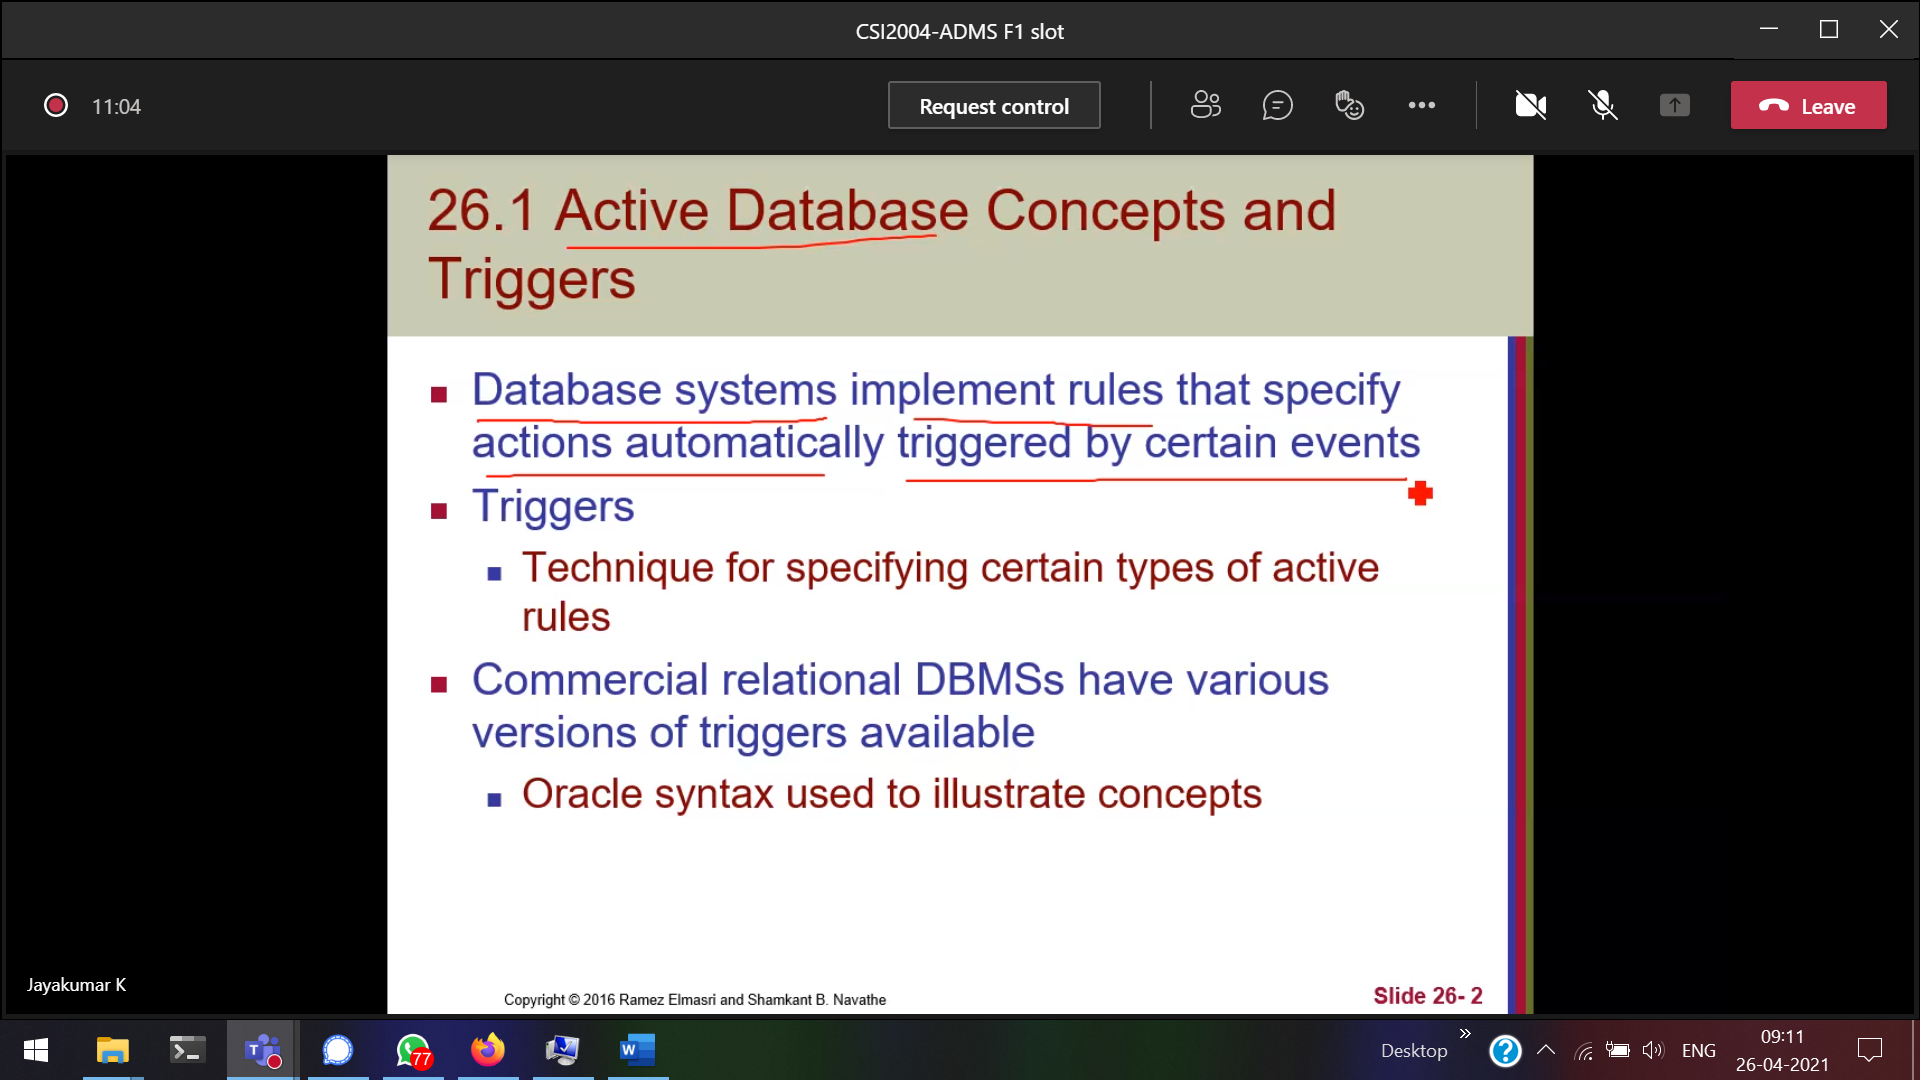 CSI2004-ADMS F1 slot
11:04
Request control
Leave
26.1 Active Database Concepts and
Triggers
Database systems implement rules that specify
actions automatically triggered by certain events
Triggers
Technique for specifying certain types of active
rules
Commercial relational DBMSs have various
versions of triggers available
Oracle syntax used to illustrate concepts
Jayakumar K
Copyright © 2016 Ramez Elmasri and Shamkant B. Navathe
Slide 26- 2
T
77
W
Desktop
»
?
ENG
09:11
26-04-2021